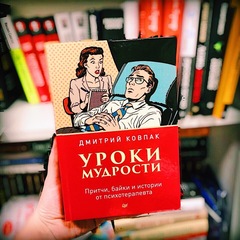 ДМИТРИЙ КОВПАК
УРОКИ
МУДРОСТИ
Притчи, байки и истории
от психотерапевта